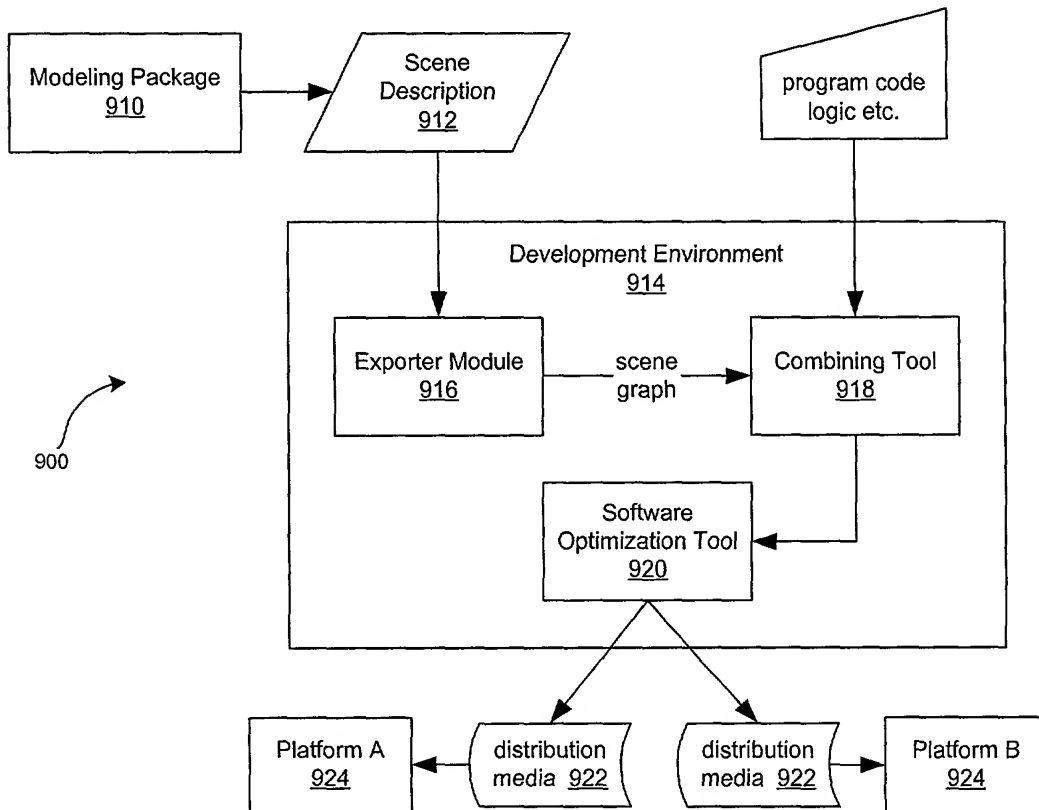 Modeling Package
910
Scene
Description
912
program code
logic etc.
Development Environment
914
Exporter Module
916
scene
graph
Combining Tool
918
900
Software
Optimization Tool
920
Platform A
924
distribution
media 922
distribution
media 922
Platform B
924